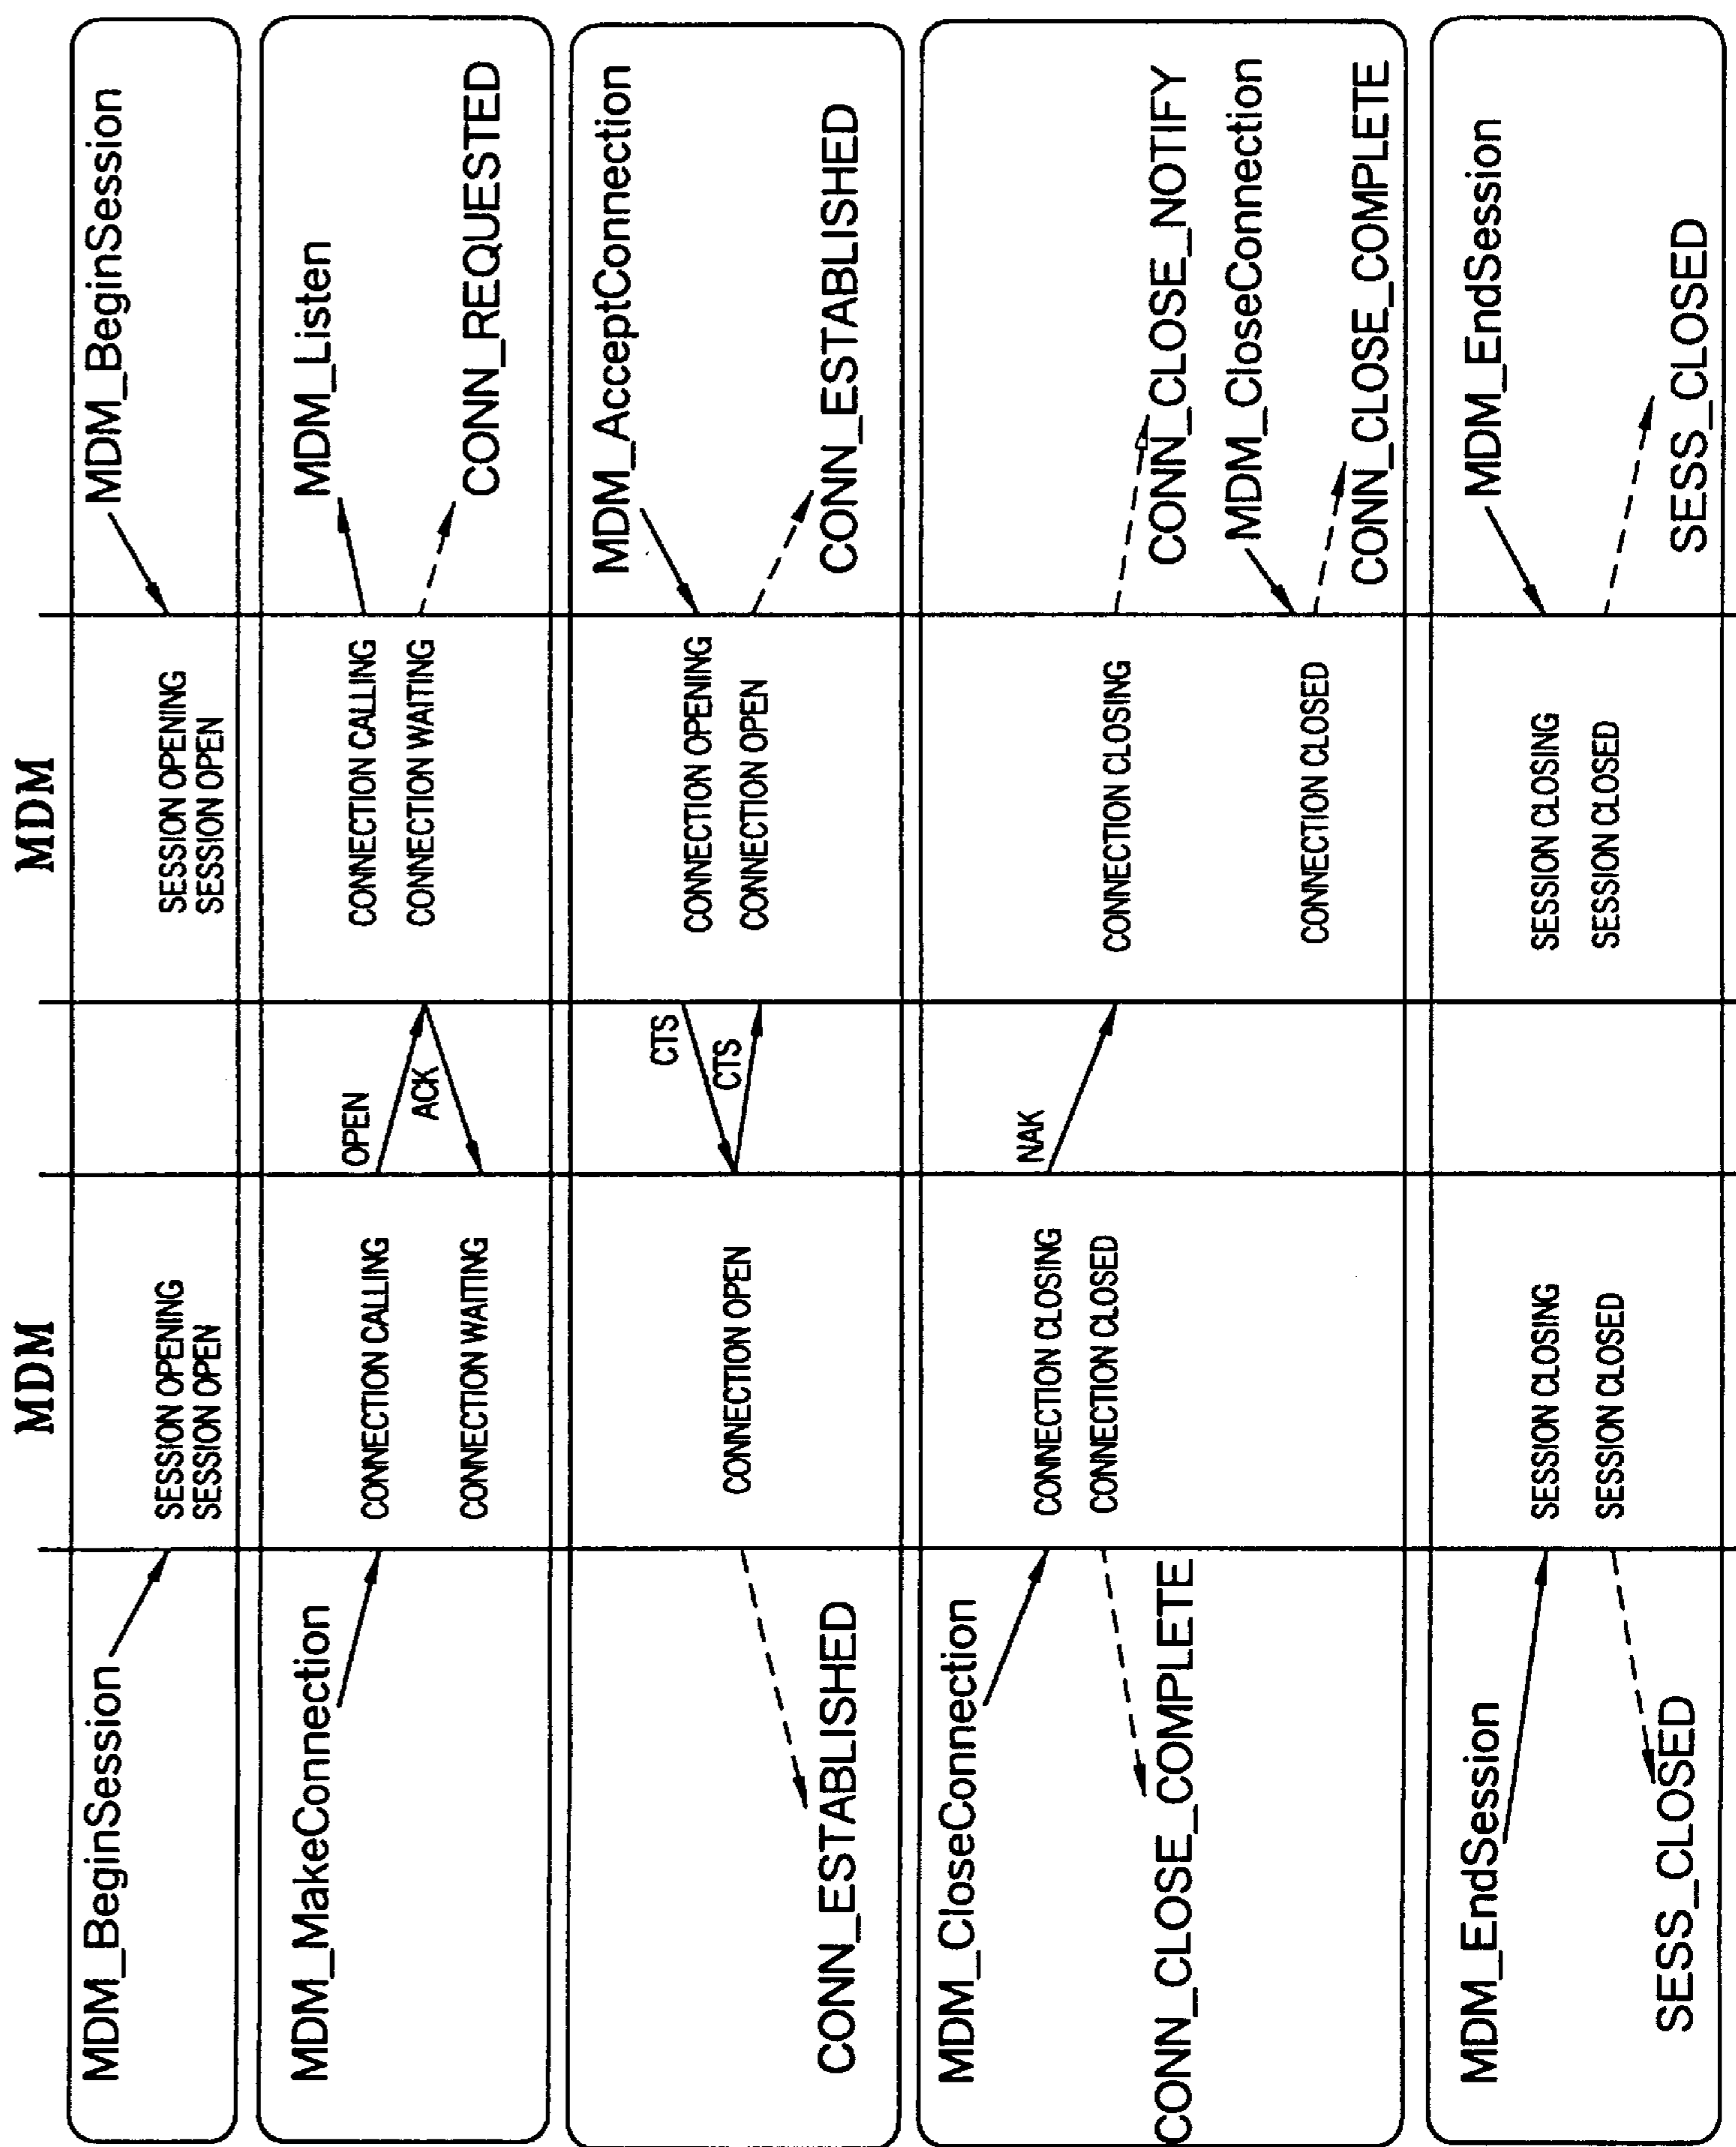 MDM
MDM
MDM_BeginSession
SESSION OPENING
SESSION OPEN
SESSION OPENING
SESSION OPEN
MDM_BeginSession
MDM_MakeConnection
CONNECTION CALLING
CONNECTION WAITING
OPEN
ACK
CONNECTION CALLING
CONNECTION WAITING
MDM_Listen
CONN_REQUESTED
CONN_ESTABLISHED
CONNECTION OPEN
CTS
CTS
CONNECTION OPENING
CONNECTION OPEN
MDM_AcceptConnection
CONN_ESTABLISHED
MDM_CloseConnection
CONN_CLOSE_COMPLETE
CONNECTION CLOSING
CONNECTION CLOSED
NAK
CONNECTION CLOSING
CONNECTION CLOSED
CONN_CLOSE_NOTIFY
MDM_CloseConnection
CONN_CLOSE_COMPLETE
MDM_EndSession
SESS_CLOSED
SESSION CLOSING
SESSION CLOSED
SESSION CLOSING
SESSION CLOSED
MDM_EndSession
SESS_CLOSED